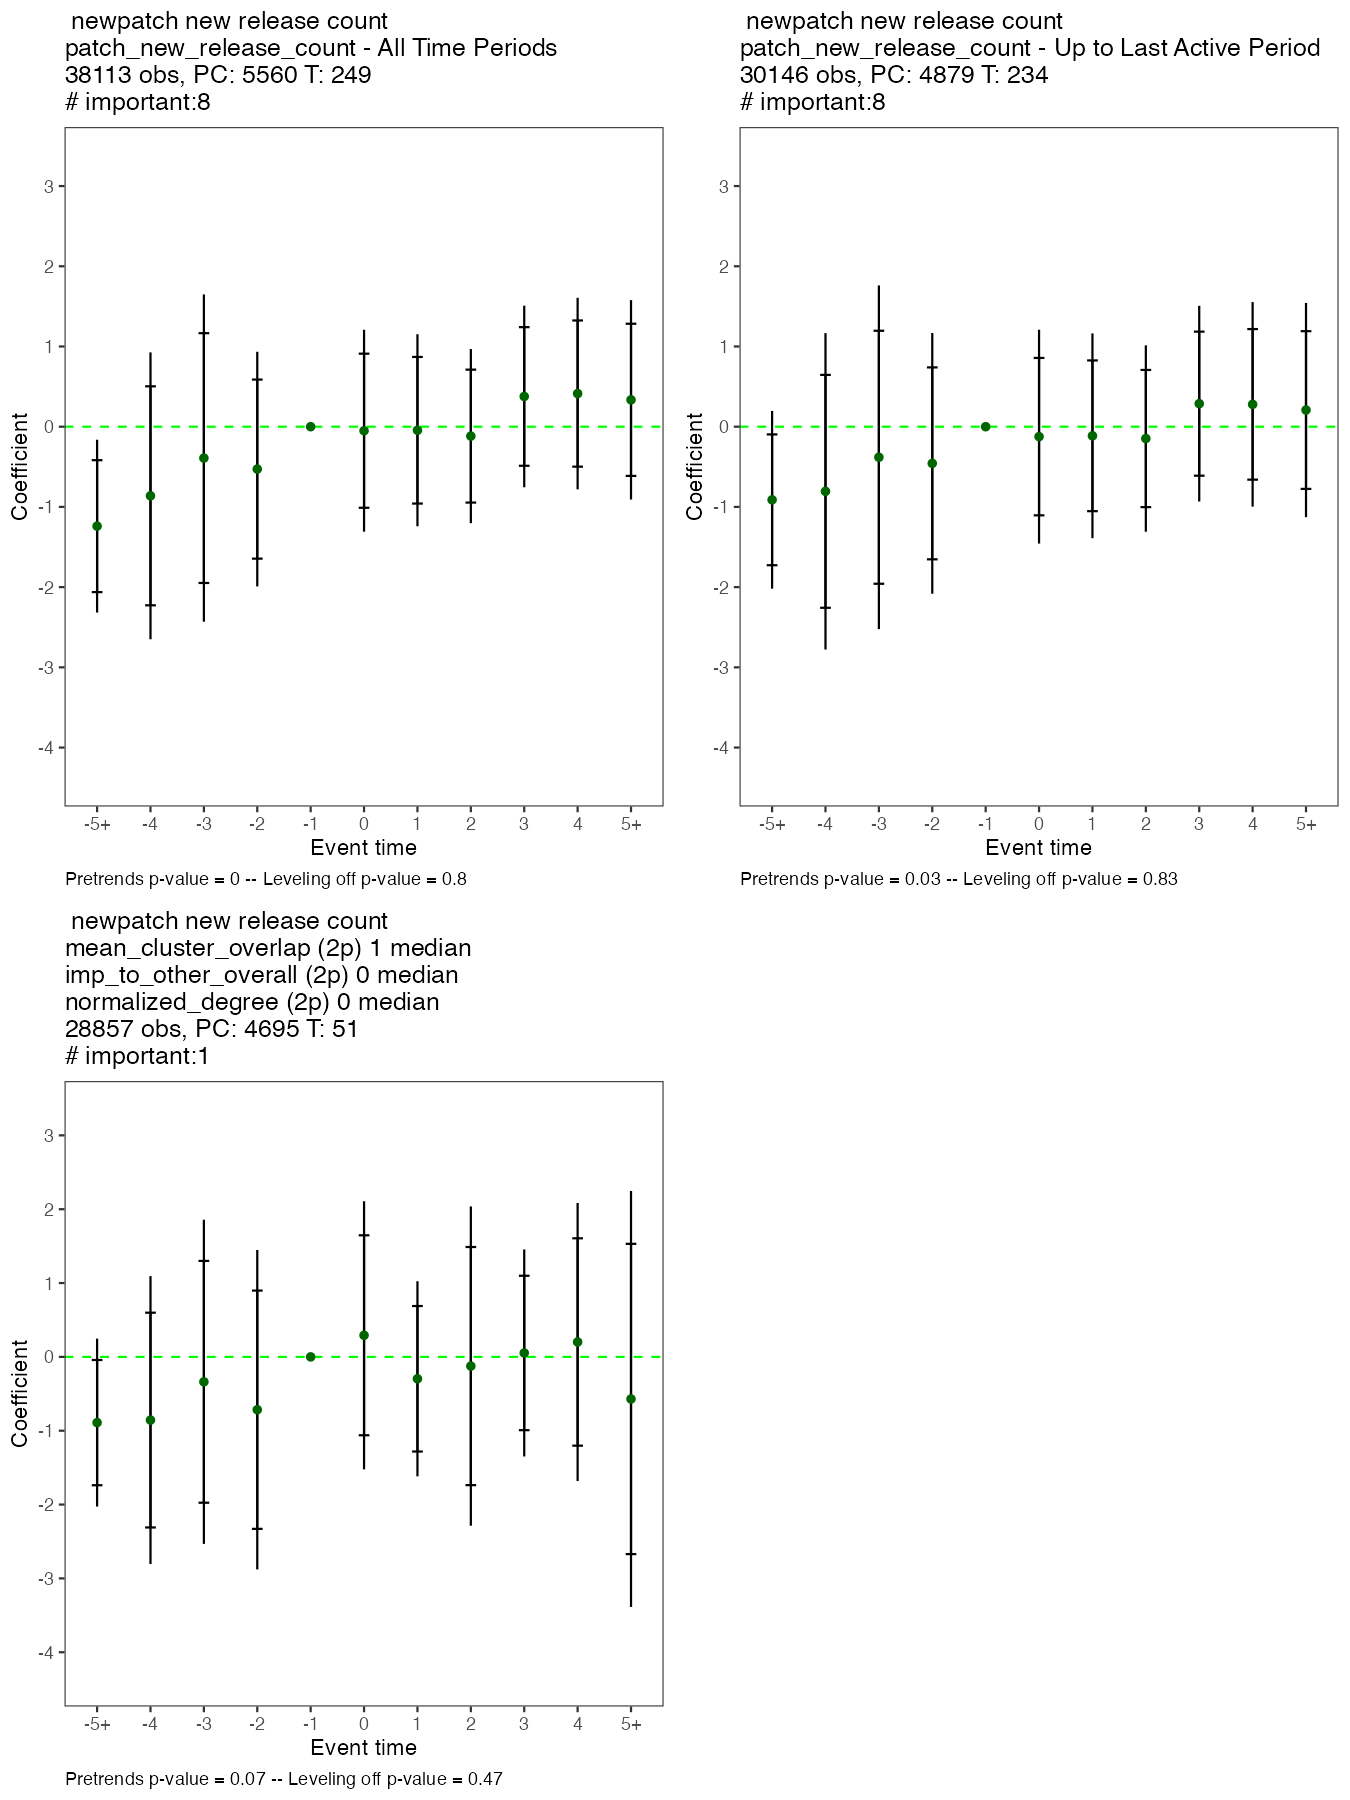 newpatch new release count
patch_new_release_count - All Time Periods
38113 obs, PC: 5560 T: 249
# important:8
3
2
1
0
-1
-2
-3
-4
Coefficient
-5+ -4 -3 -2 -1 0 1 2 3 4 5+
Event time
Pretrends p-value = 0 -- Leveling off p-value = 0.8
newpatch new release count
patch_new_release_count - Up to Last Active Period
30146 obs, PC: 4879 T: 234
# important:8
3
2
1
0
-1
-2
-3
-4
Coefficient
-5+ -4 -3 -2 -1 0 1 2 3 4 5+
Event time
Pretrends p-value = 0.03 -- Leveling off p-value = 0.83
newpatch new release count
mean_cluster_overlap (2p) 1 median
imp_to_other_overall (2p) 0 median
normalized_degree (2p) 0 median
28857 obs, PC: 4695 T: 51
# important:1
3
2
1
0
-1
-2
-3
-4
Coefficient
-5+ -4 -3 -2 -1 0 1 2 3 4 5+
Event time
Pretrends p-value = 0.07 -- Leveling off p-value = 0.47